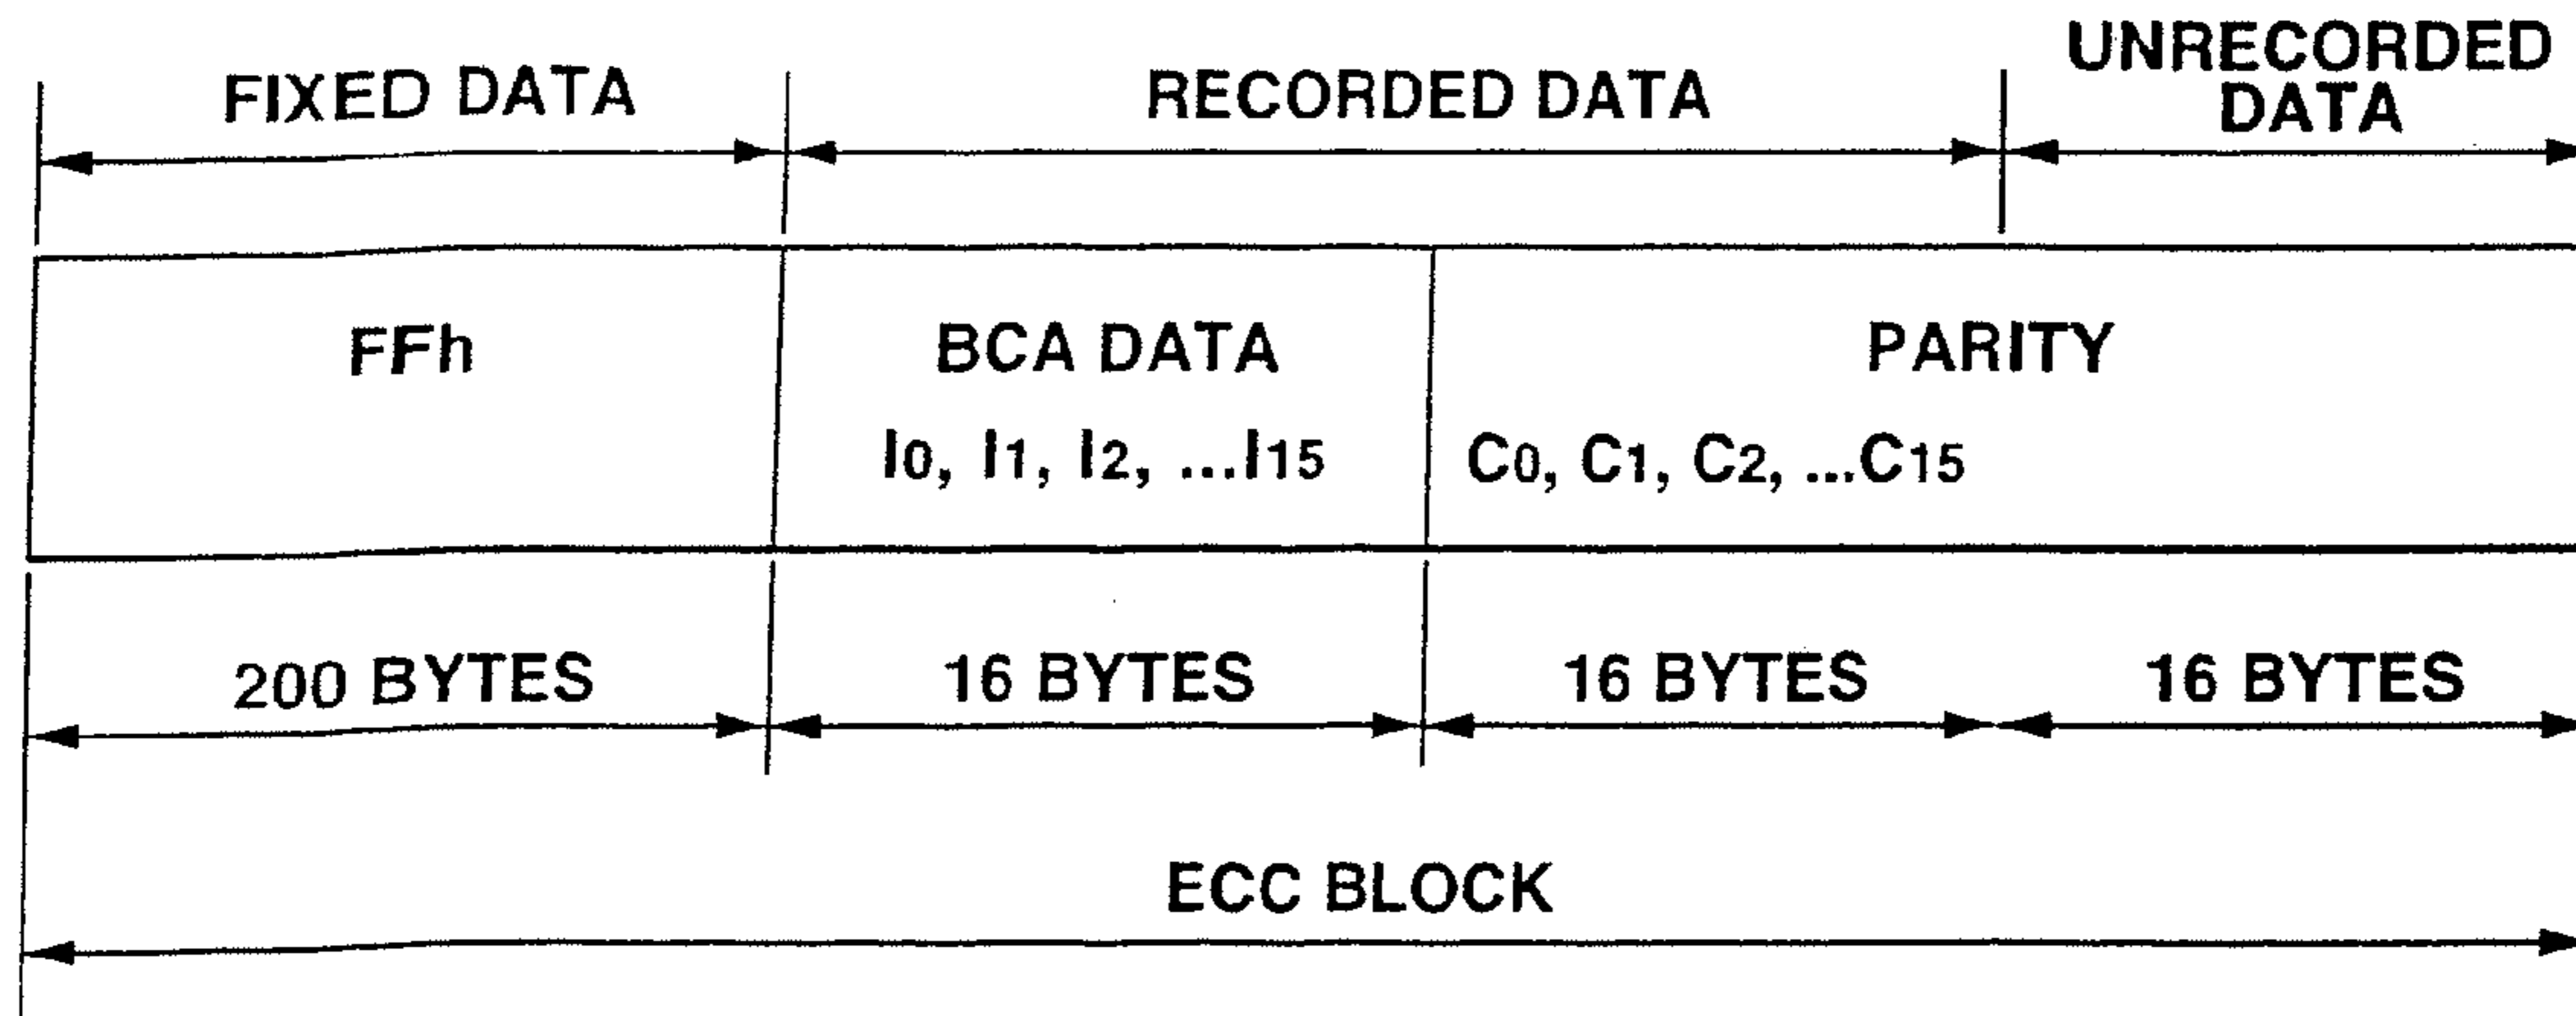 FIXED DATA
RECORDED DATA
UNRECORDED
DATA
FFh
BCA DATA
PARITY
I0, I1, I2, ...I15
C0, C1, C2, ...C15
200 BYTES
16 BYTES
16 BYTES
16 BYTES
ECC BLOCK